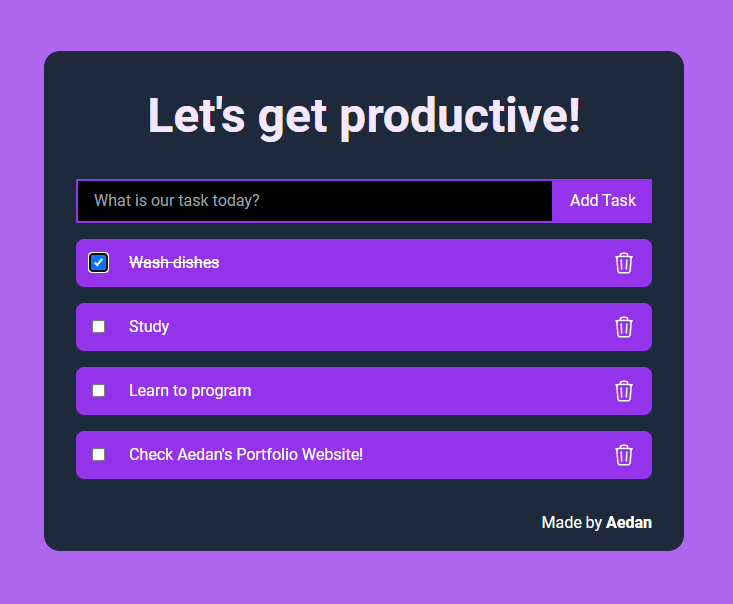 Let's get productive!
What is our task today?
Add Task
Wash dishes
Study
Learn to program
Check Aedan's Portfolio Website!
Made by Aedan